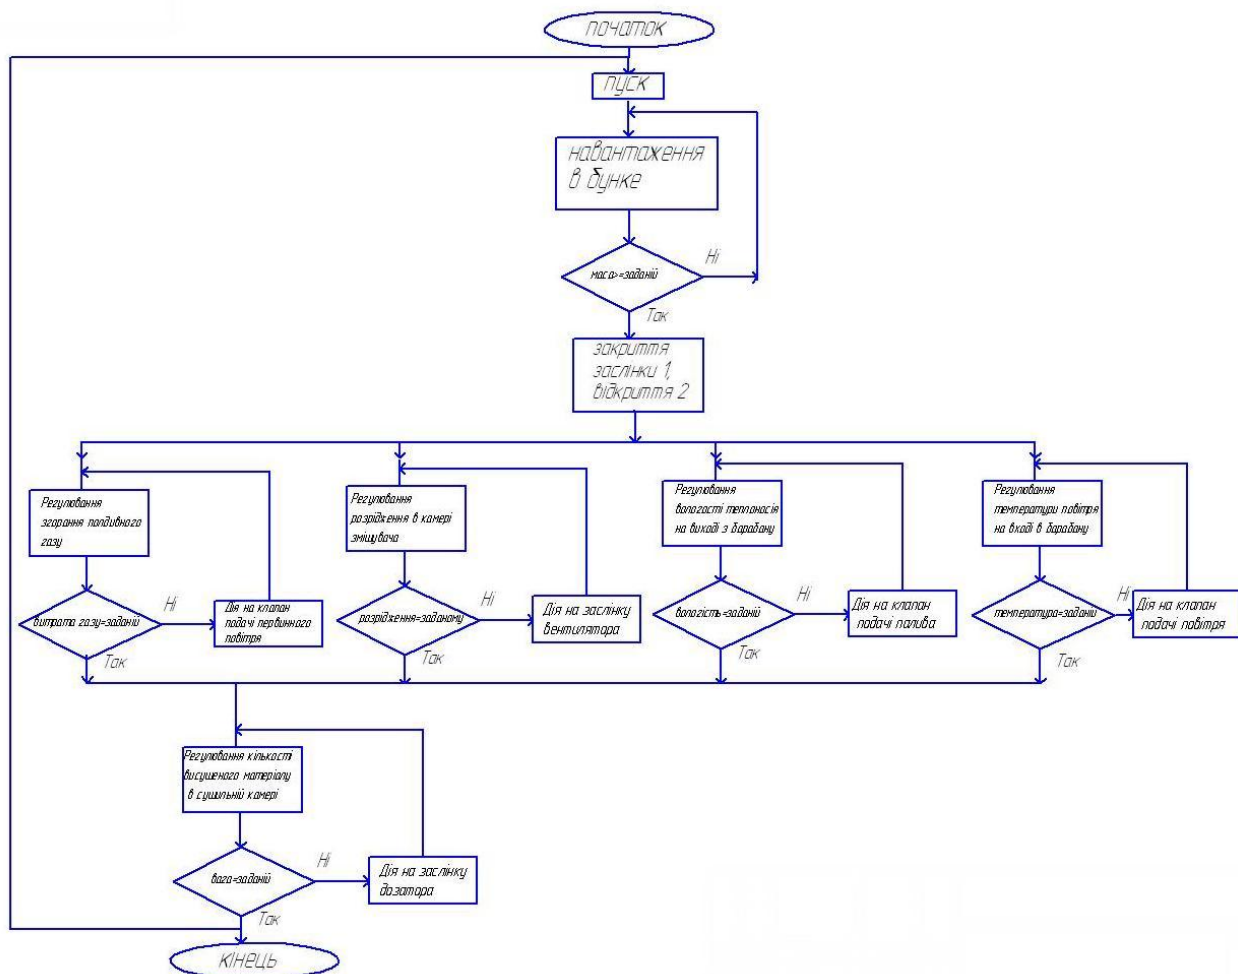 початок
пуск
навантаження
в бунке
маса>=заданій
Ні
Так
закриття
заслінки 1,
відкриття 2
Регулювання
згорання палдивного
газу
витрата газу=заданій
Ні
Дія на клапан
подачі первинного
повітря
Так
Регулювання
розрідження в камері
змішувача
розрідження=заданому
Ні
Дія на заслінку
вентилятора
Так
Регулювання
вологості теплоносія
на виході з барабану
вологість=заданій
Ні
Дія на клапан
подачі палива
Так
Регулювання
температури повітря
на вході в барабану
температура=заданій
Ні
Дія на клапан
подачі повітря
Так
Регулювання кількості
висушеного матеріалу
в сушильній камері
вага=заданій
Ні
Дія на заслінку
дозатора
Так
кінець